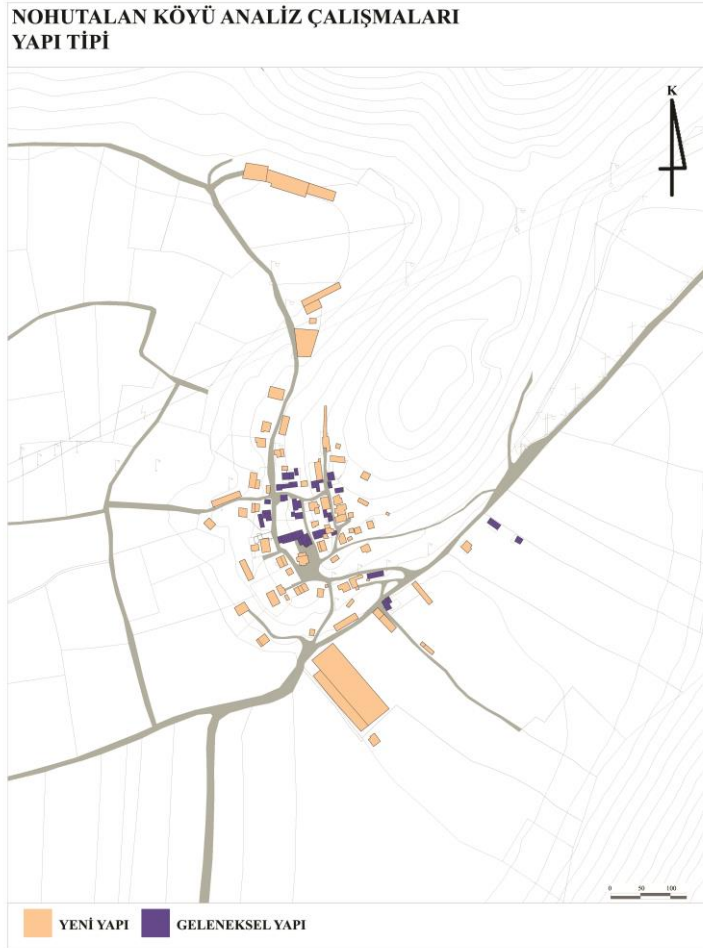 NOHUTALAN KÖYÜ ANALİZ ÇALIŞMALARI
YAPI TİPİ
K
0 50 100
YENİ YAPI GELENEKSEL YAPI